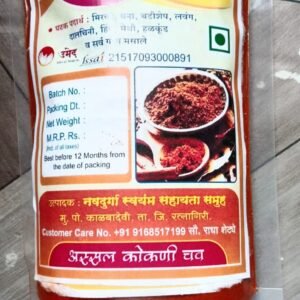 घटक पदार्थ : मिरची, धना, बडीशेप, लवंग,
दालचिनी, हिंग, मेथी, हळकुंड
व सर्व गरम मसाले
उमेद
fssai 21517093000891
Batch No. :
Packing Dt. :
Net Weight :
M.R.P. Rs. :
(Incl. of all taxes)
Best before 12 Months from
the date of packing
उत्पादक : नवदुर्गा स्वयंम सहाय्यता समुह
मु. पो. काळबादेवी, ता. जि. रत्नागिरी.
Customer Care No. +91 9168517199 सौ. राधा शेट्ये
अस्सल कोकणी चव